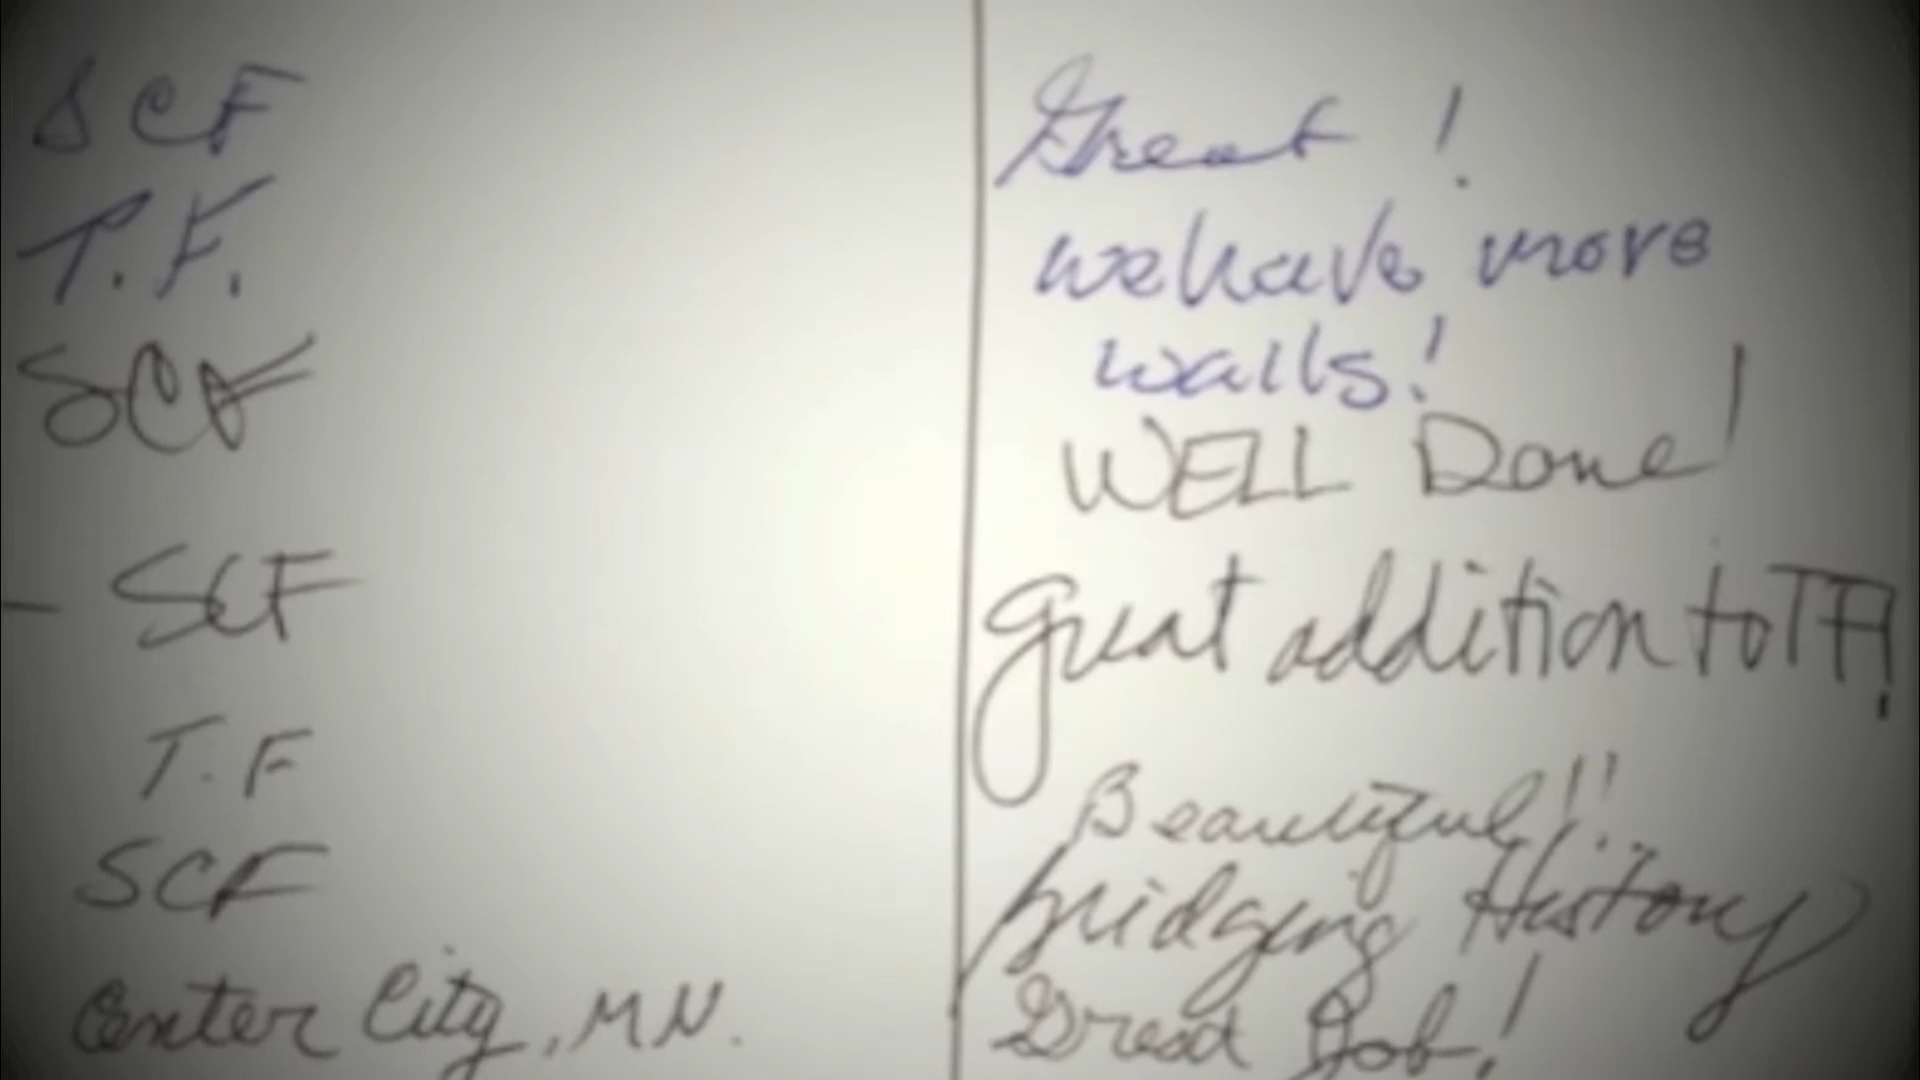 SCF
Great!
T.F.
we have more
walls!
SCF
WELL Done!
- SCF
great addition to TF!
T.F
Beautiful!!
SCF
bridging History
Center City, MN.
Great Job!